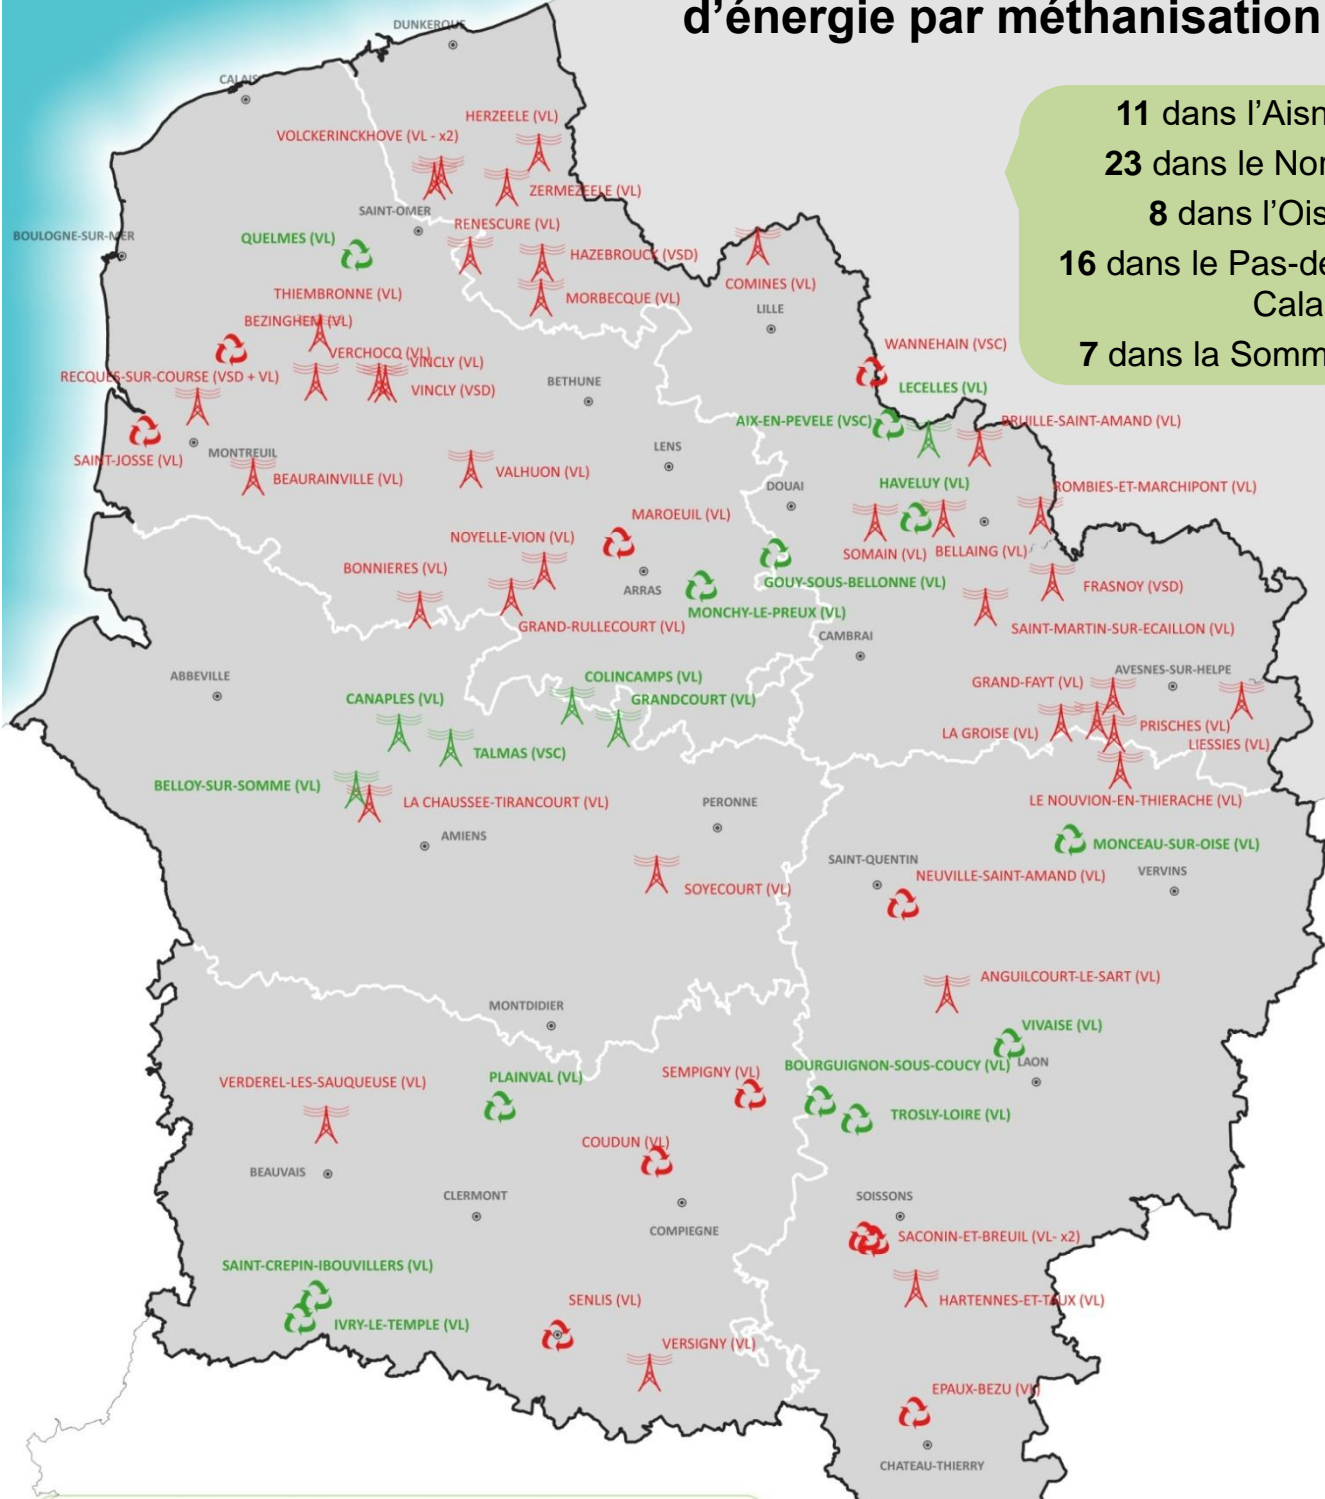 d’énergie par méthanisation
11 dans l’Aisn
23 dans le Nor
8 dans l’Ois
16 dans le Pas-de
Cala
7 dans la Somm
DUNKERQUE
CALAIS
HERZEELE (VL)
VOLCKERINCKHOVE (VL - x2)
ZERMEZEELE (VL)
SAINT-OMER
RENESCURE (VL)
BOULOGNE-SUR-MER
QUELMES (VL)
HAZEBROUCK (VSD)
COMINES (VL)
THIEMBRONNE (VL)
MORBECQUE (VL)
LILLE
BEZINGHEM (VL)
WANNEHAIN (VSC)
VERCHOCQ (VL)
VINCLY (VL)
RECQUES-SUR-COURSE (VSD + VL)
BETHUNE
LECELLES (VL)
VINCLY (VSD)
AIX-EN-PEVELE (VSC)
BRUILLE-SAINT-AMAND (VL)
LENS
MONTREUIL
SAINT-JOSSE (VL)
BEAURAINVILLE (VL)
VALHUON (VL)
DOUAI
HAVELUY (VL)
ROMBIES-ET-MARCHIPONT (VL)
MAROEUIL (VL)
NOYELLE-VION (VL)
SOMAIN (VL)
BELLAING (VL)
BONNIERES (VL)
ARRAS
GOUY-SOUS-BELLONNE (VL)
FRASNOY (VSD)
MONCHY-LE-PREUX (VL)
GRAND-RULLECOURT (VL)
CAMBRAI
SAINT-MARTIN-SUR-ECAILLON (VL)
ABBEVILLE
COLINCAMPS (VL)
AVESNES-SUR-HELPE
GRAND-FAYT (VL)
CANAPLES (VL)
GRANDCOURT (VL)
LA GROISE (VL)
PRISCHES (VL)
LIESSIES (VL)
TALMAS (VSC)
BELLOY-SUR-SOMME (VL)
LA CHAUSSEE-TIRANCOURT (VL)
PERONNE
LE NOUVION-EN-THIERACHE (VL)
AMIENS
MONCEAU-SUR-OISE (VL)
SAINT-QUENTIN
VERVINS
NEUVILLE-SAINT-AMAND (VL)
SOYECOURT (VL)
ANGUILCOURT-LE-SART (VL)
MONTDIDIER
VIVAISE (VL)
LAON
BOURGUIGNON-SOUS-COUCY (VL)
SEMPIGNY (VL)
VERDEREL-LES-SAUQUEUSE (VL)
PLAINVAL (VL)
TROSLY-LOIRE (VL)
COUDUN (VL)
BEAUVAIS
CLERMONT
SOISSONS
COMPIEGNE
SACONIN-ET-BREUIL (VL- x2)
SAINT-CREPIN-IBOUVILLERS (VL)
SENLIS (VL)
HARTENNES-ET-TAUX (VL)
IVRY-LE-TEMPLE (VL)
VERSIGNY (VL)
EPAUX-BEZU (VL)
CHATEAU-THIERRY